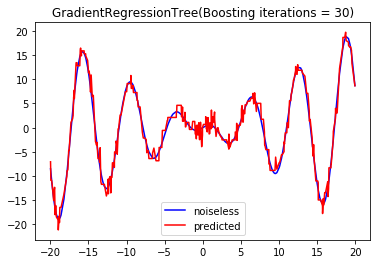 GradientRegressionTree(Boosting iterations = 30)
20
15
10
5
0
−5
−10
−15
−20
noiseless
predicted
−20 −15 −10 −5 0 5 10 15 20